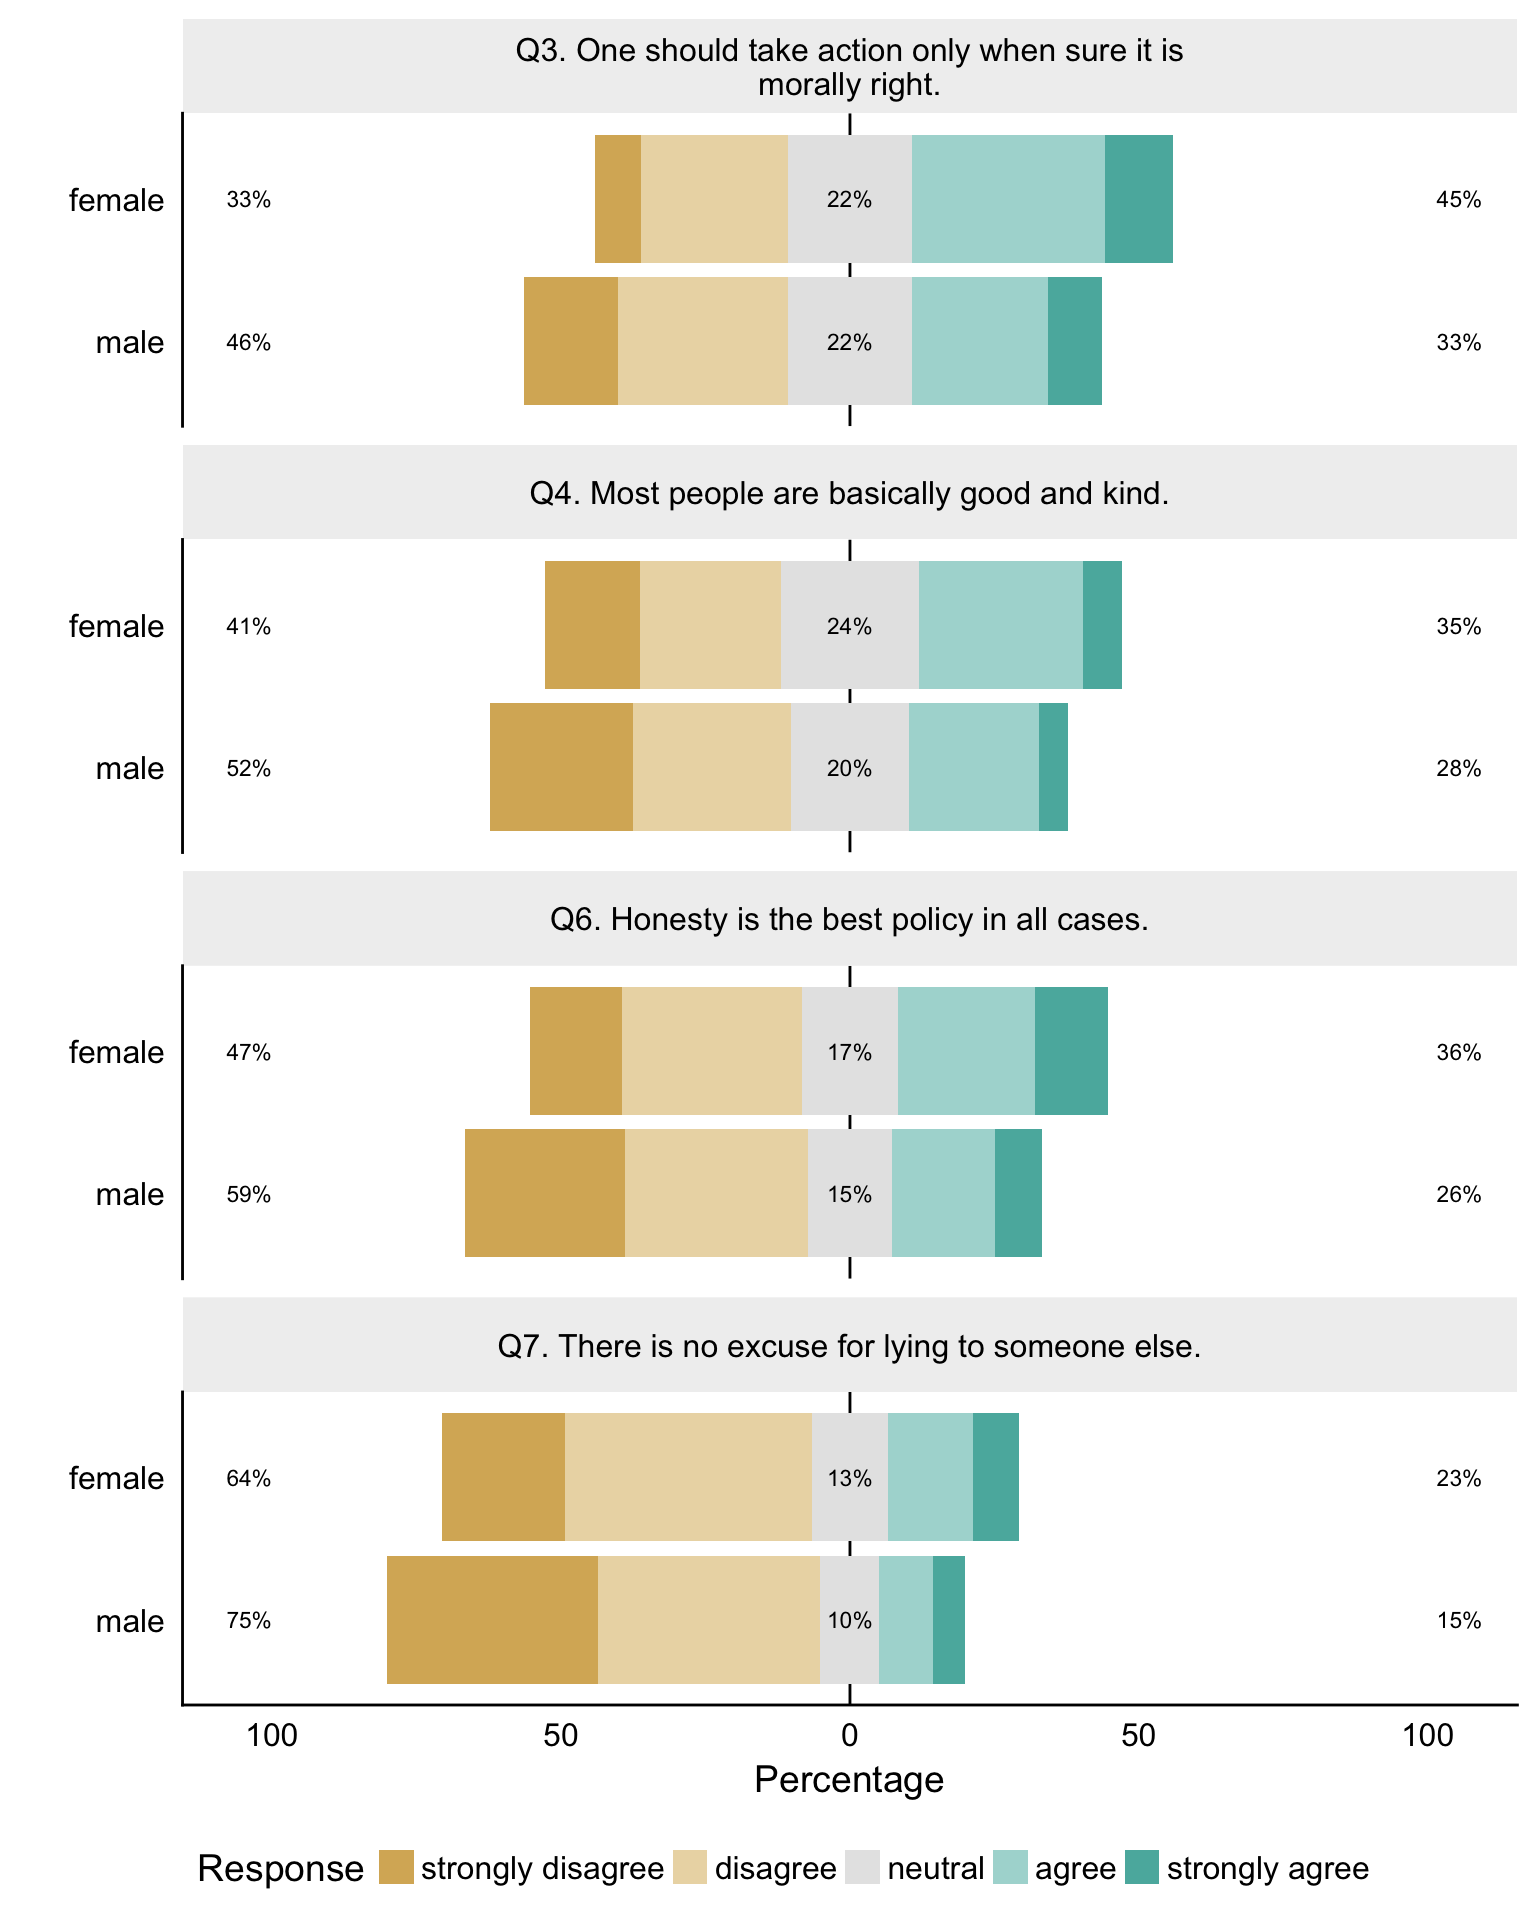 Q3. One should take action only when sure it is
morally right.
female 33% 22% 45%
male 46% 22% 33%
Q4. Most people are basically good and kind.
female 41% 24% 35%
male 52% 20% 28%
Q6. Honesty is the best policy in all cases.
female 47% 17% 36%
male 59% 15% 26%
Q7. There is no excuse for lying to someone else.
female 64% 13% 23%
male 75% 10% 15%
100 50 0 50 100
Percentage
Response strongly disagree disagree neutral agree strongly agree